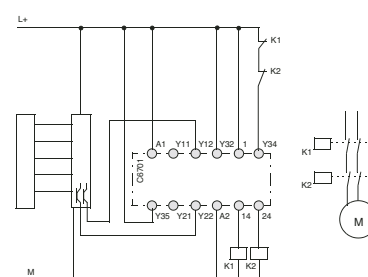 L+
K1
K2
A1 Y11 Y12 Y32 1 Y34
C6701
K1
K2
M
Y35 Y21 Y22 A2 14 24
K1 K2
M